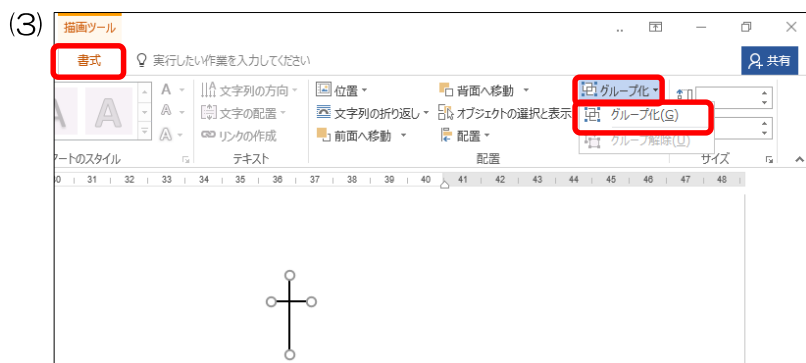 (3)
描画ツール
書式
実行したい作業を入力してください
共有
A A
文字列の方向
文字の配置
リンクの作成
位置
文字列の折り返し
前面へ移動
背面へ移動
オブジェクトの選択と表示
配置
グループ化
グループ化(G)
グループ解除(U)
ートのスタイル
テキスト
配置
サイズ
31 32 33 34 35 36 37 38 39 40 41 42 43 44 45 46 47 48